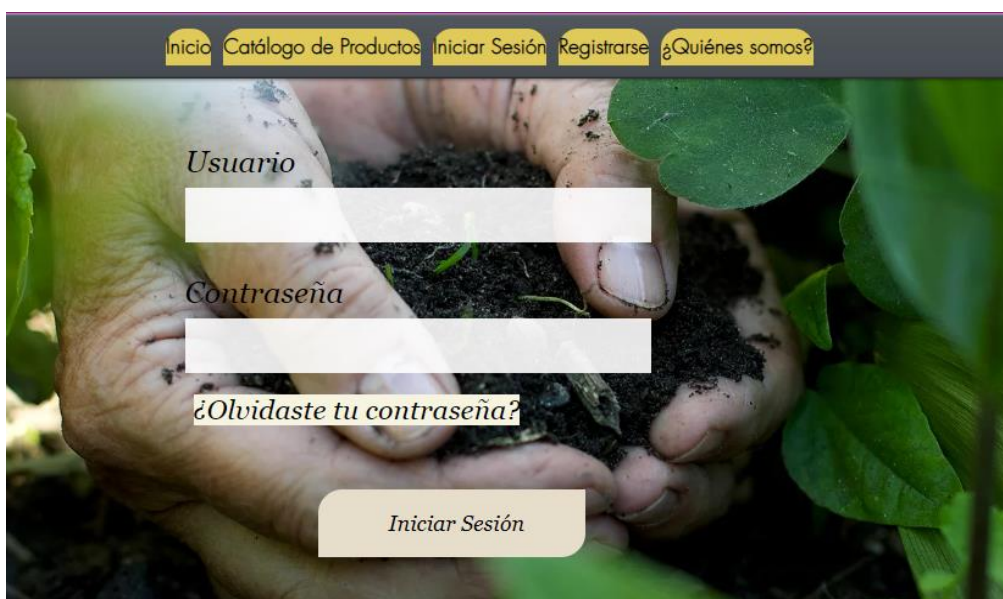 Inicio Catálogo de Productos Iniciar Sesión Registrarse ¿Quiénes somos?
Usuario
Contraseña
¿Olvidaste tu contraseña?
Iniciar Sesión